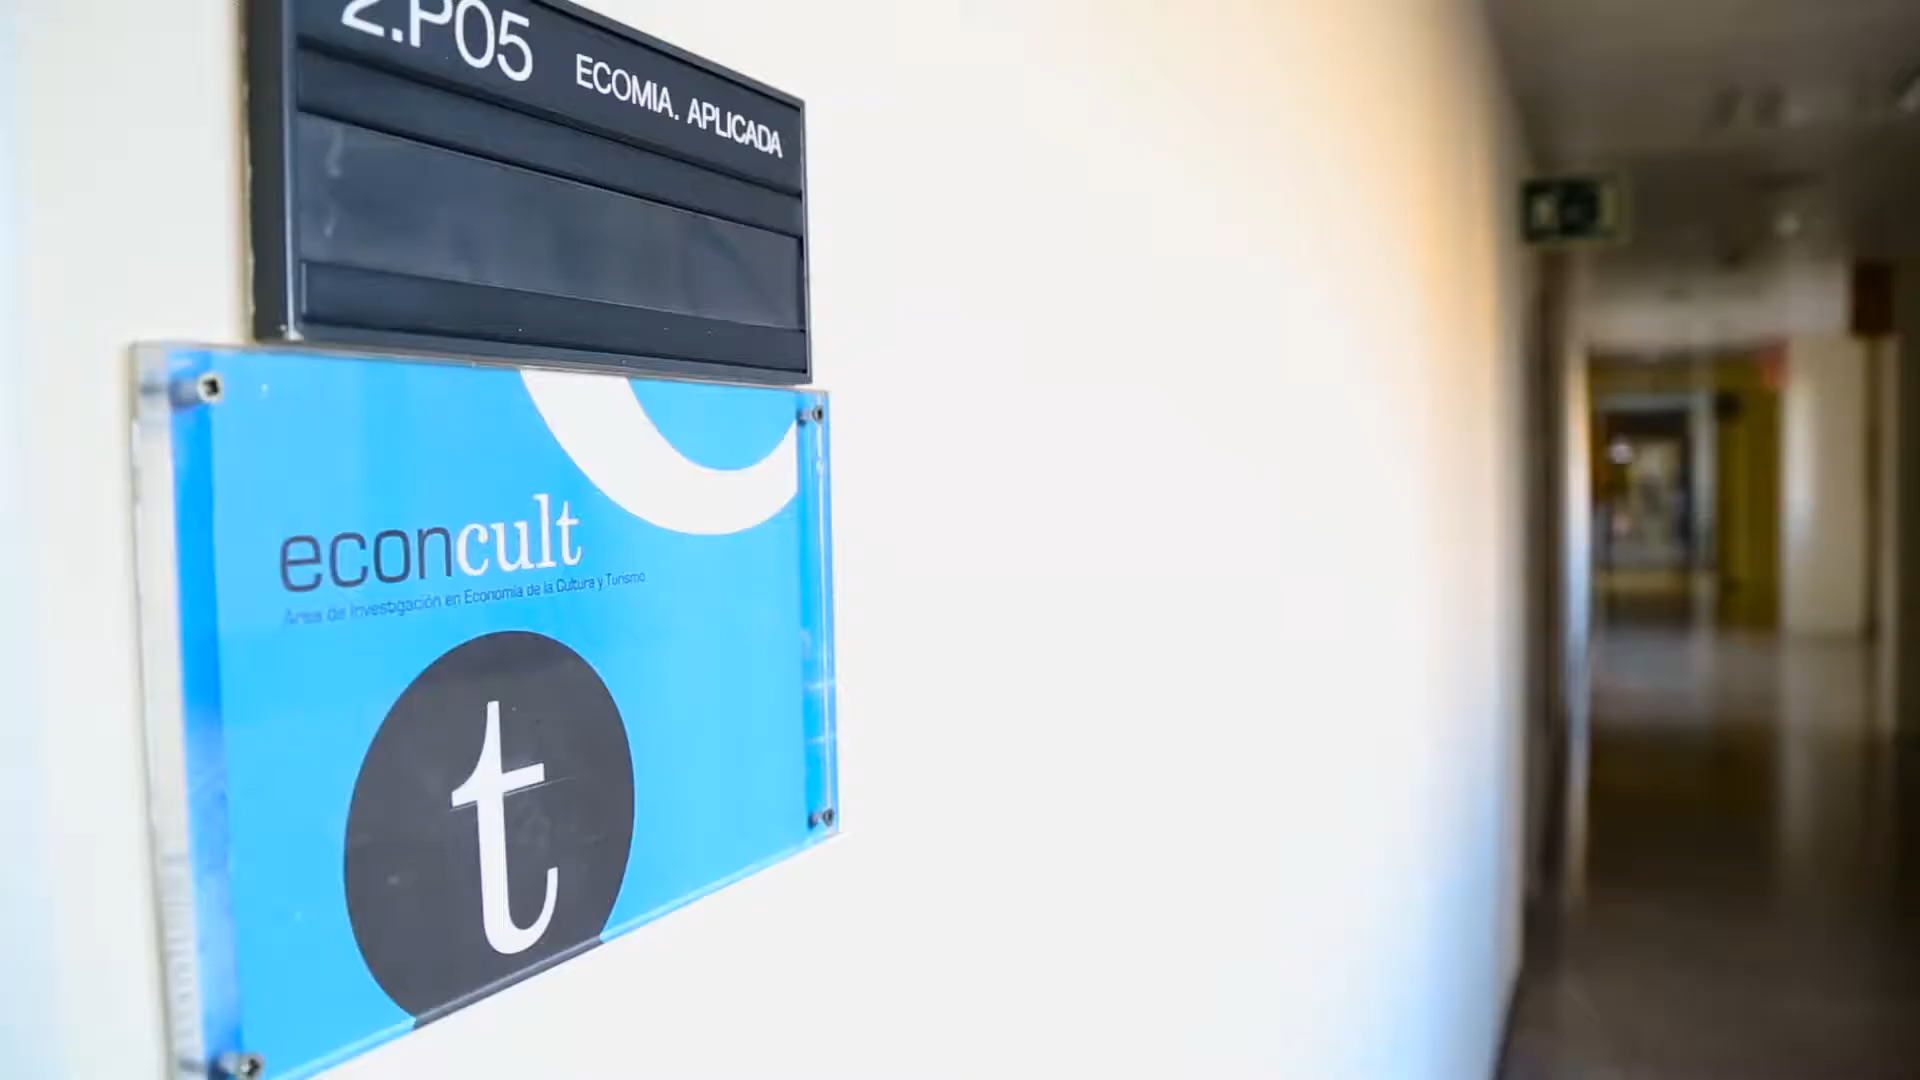 2.P05 ECOMIA. APLICADA
econcult
Area de Investigación en Economía de la Cultura y Turismo
t